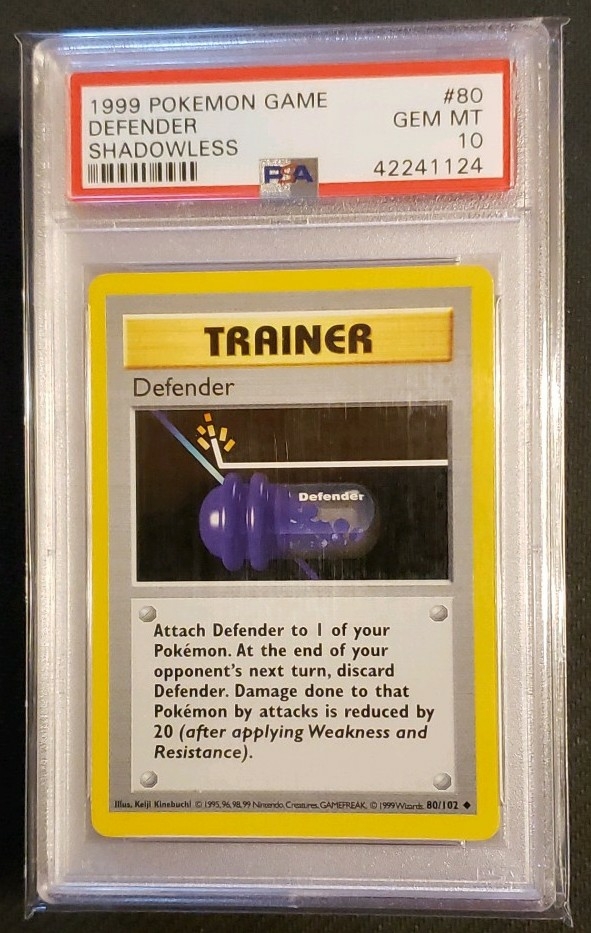 1999 POKEMON GAME #80
DEFENDER GEM MT
SHADOWLESS 10
PSA 42241124
TRAINER
Defender
Defender
Attach Defender to 1 of your
Pokémon. At the end of your
opponent's next turn, discard
Defender. Damage done to that
Pokémon by attacks is reduced by
20 (after applying Weakness and
Resistance).
Illus. Keiji Kinebuchi © 1995, 96, 98, 99 Nintendo, Creatures, GAMEFREAK. © 1999 Wizards. 80/102 ◆